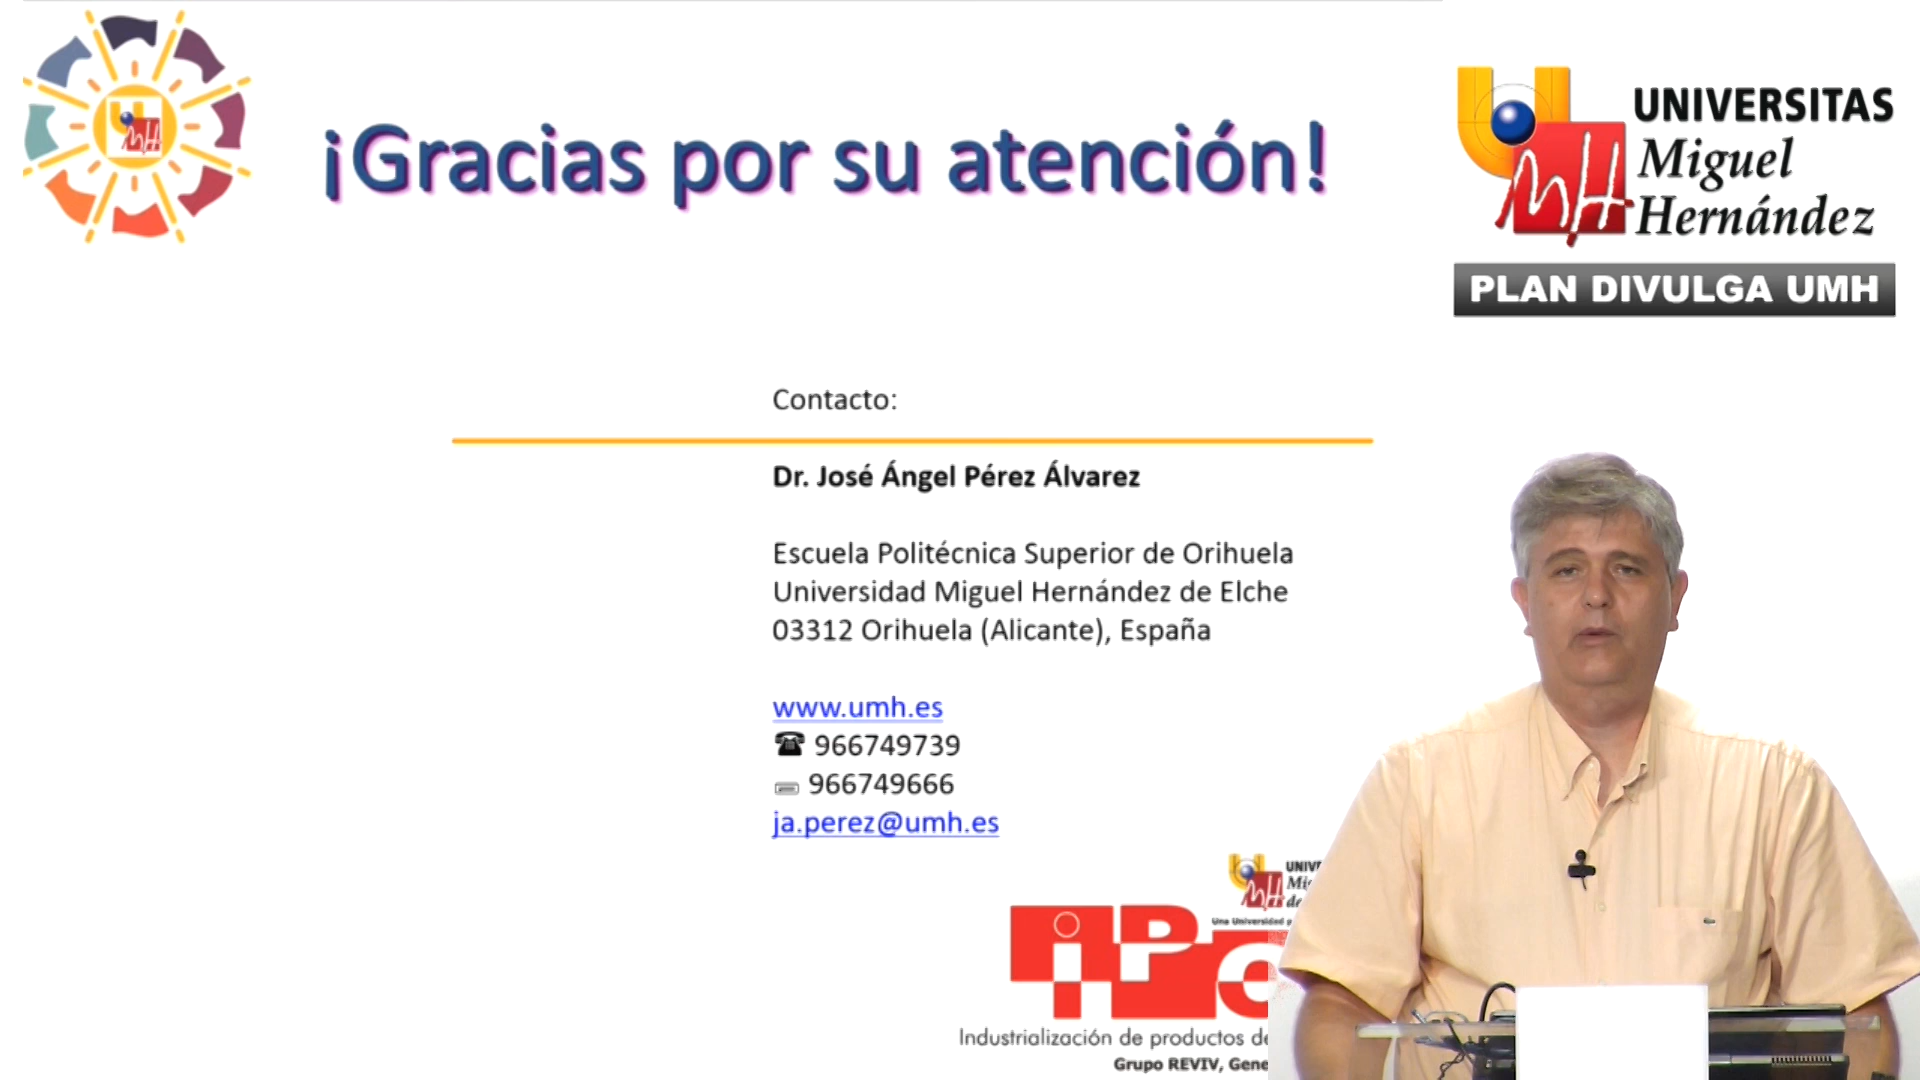 ¡Gracias por su atención!
UNIVERSITAS
Miguel
Hernández
PLAN DIVULGA UMH
Contacto:
Dr. José Ángel Pérez Álvarez
Escuela Politécnica Superior de Orihuela
Universidad Miguel Hernández de Elche
03312 Orihuela (Alicante), España
www.umh.es
966749739
966749666
ja.perez@umh.es
Una Universidad
Industrialización de productos
Grupo REVIV,